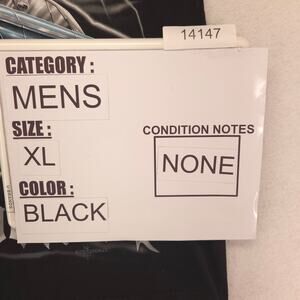 14147
CATEGORY :
MENS
SIZE :
XL
CONDITION NOTES
NONE
COLOR :
BLACK